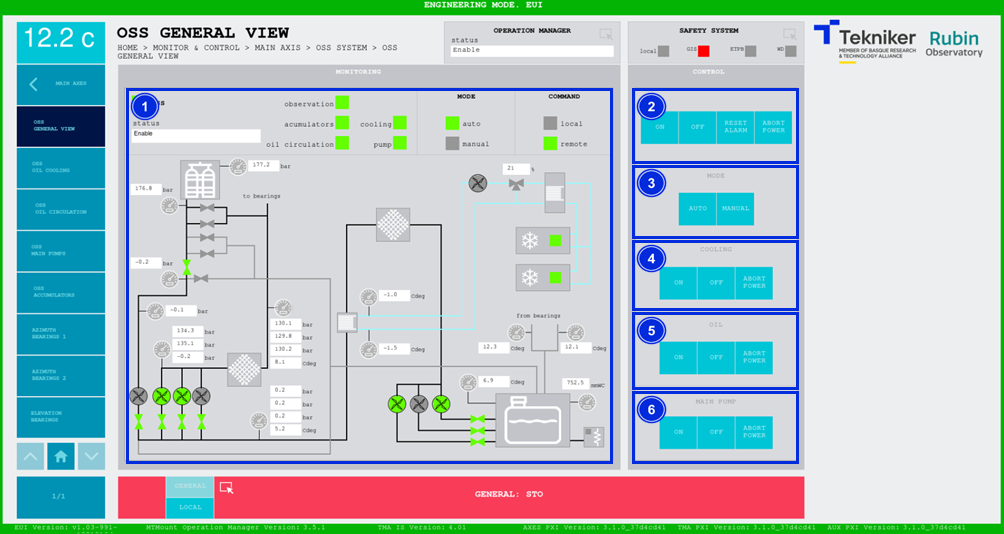 ENGINEERING MODE. EUI
12.2 c
OSS GENERAL VIEW
HOME > MONITOR & CONTROL > MAIN AXIS > OSS SYSTEM > OSS
GENERAL VIEW
OPERATION MANAGER
status
Enable
SAFETY SYSTEM
local
GIS
ETPB
WD
Tekniker
MEMBER OF BASQUE RESEARCH
& TECHNOLOGY ALLIANCE
Rubin
Observatory
MAIN AXES
OSS
GENERAL VIEW
OSS
OIL COOLING
OSS
OIL CIRCULATION
OSS
MAIN PUMPS
OSS
ACCUMULATORS
AZIMUTH
BEARINGS 1
AZIMUTH
BEARINGS 2
ELEVATION
BEARINGS
1/1
MONITORING
1
status
Enable
observation
acumulators
cooling
oil circulation
pump
MODE
auto
manual
COMMAND
local
remote
177.2 bar
176.8 bar
to bearings
21 %
-0.2 bar
-0.1 bar
134.3 bar
135.1 bar
-0.2 bar
130.1 bar
129.8 bar
130.2 bar
8.1 Cdeg
0.2 bar
0.2 bar
0.2 bar
5.2 Cdeg
-1.0 Cdeg
-1.5 Cdeg
from bearings
12.3 Cdeg
12.1 Cdeg
6.9 Cdeg
752.5 mmWC
CONTROL
2
ON
OFF
RESET
ALARM
ABORT
POWER
3
MODE
AUTO
MANUAL
4
COOLING
ON
OFF
ABORT
POWER
5
OIL
ON
OFF
ABORT
POWER
6
MAIN PUMP
ON
OFF
ABORT
POWER
GENERAL
LOCAL
GENERAL: STO
EUI Version: v1.03-991-
MTMount Operation Manager Version: 3.5.1
TMA IS Version: 4.01
AXES PXI Version: 3.1.0_37d4cd41
TMA PXI Version: 3.1.0_37d4cd41
AUX PXI Version: 3.1.0_37d4cd41